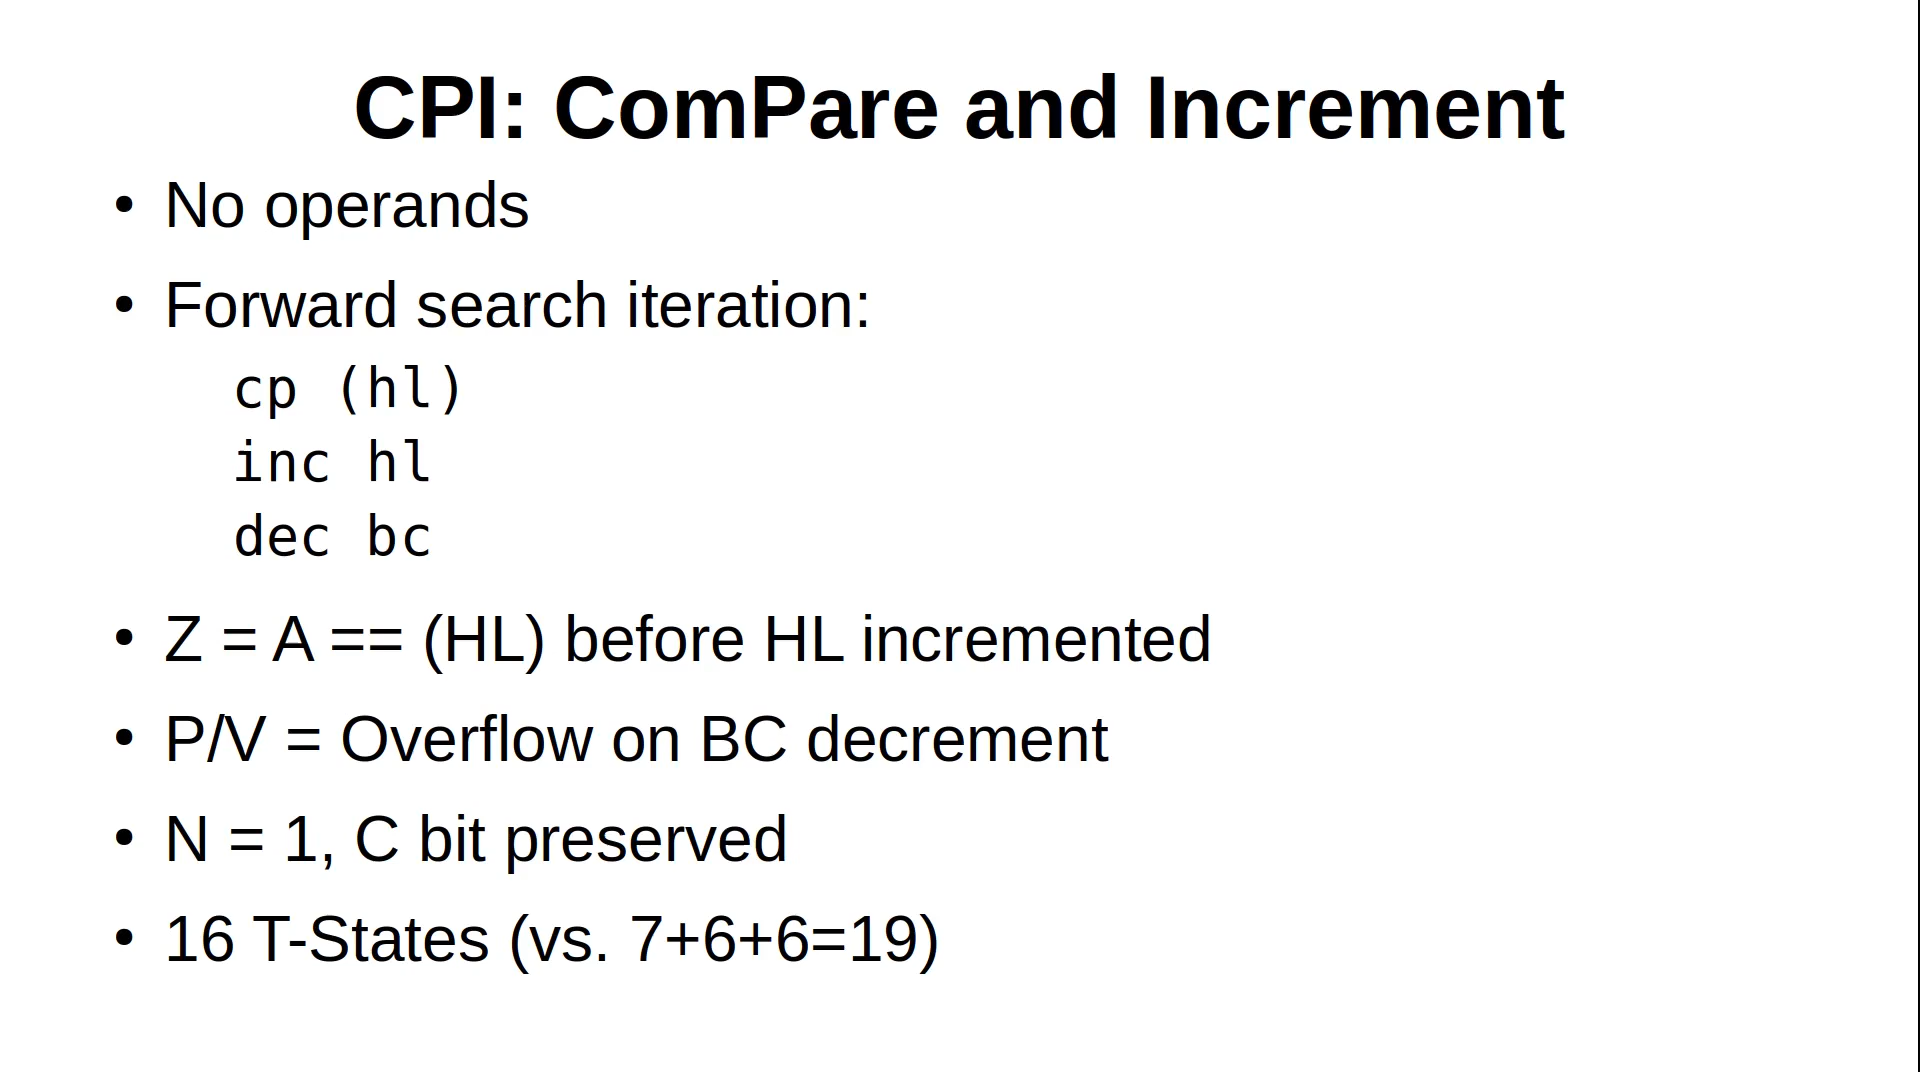 CPI: ComPare and Increment
• No operands
• Forward search iteration:
cp (hl)
inc hl
dec bc
• Z = A == (HL) before HL incremented
• P/V = Overflow on BC decrement
• N = 1, C bit preserved
• 16 T-States (vs. 7+6+6=19)